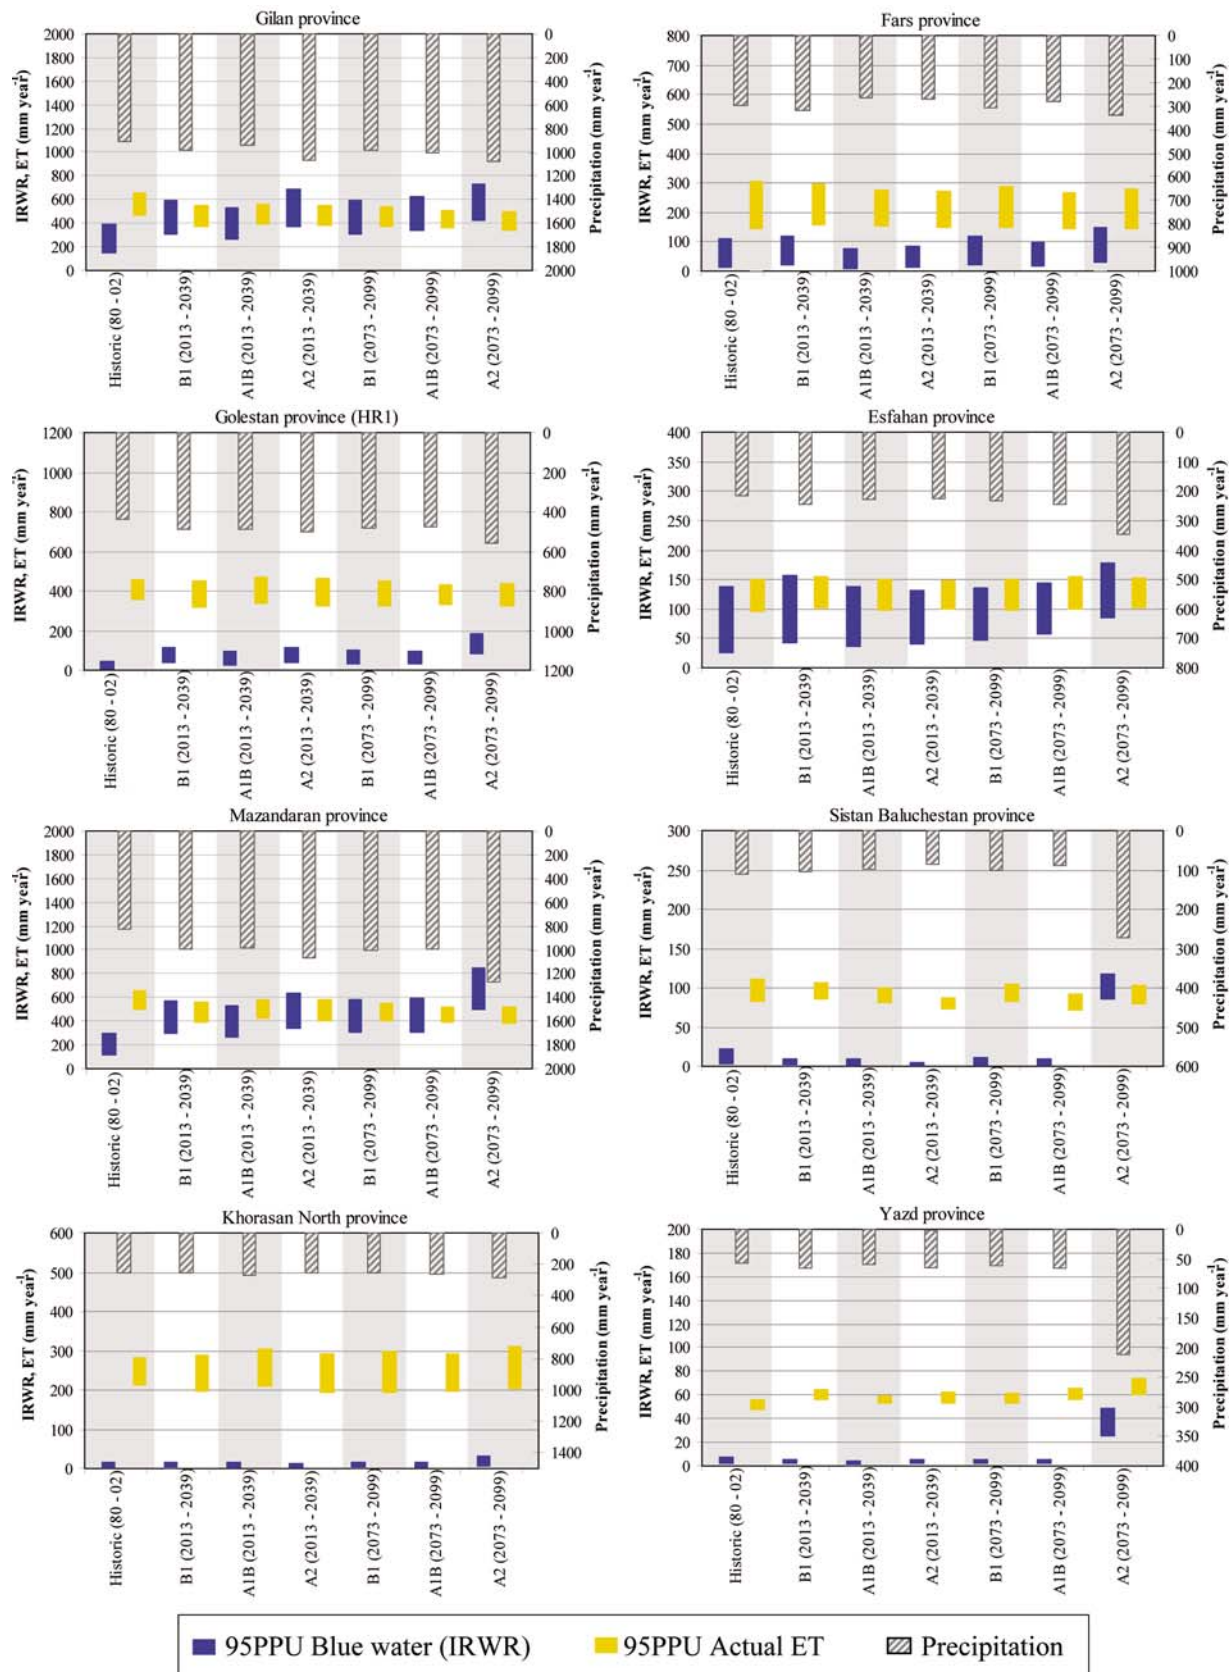 Gilan province
IRWR, ET (mm year-1)
2000
1800
1600
1400
1200
1000
800
600
400
200
0
0
200
400
600
800
1000
1200
1400
1600
1800
2000
Precipitation (mm year-1)
Historic (80 - 02)
B1 (2013 - 2039)
A1B (2013 - 2039)
A2 (2013 - 2039)
B1 (2073 - 2099)
A1B (2073 - 2099)
A2 (2073 - 2099)
Fars province
IRWR, ET (mm year-1)
800
700
600
500
400
300
200
100
0
0
100
200
300
400
500
600
700
800
900
1000
Precipitation (mm year-1)
Historic (80 - 02)
B1 (2013 - 2039)
A1B (2013 - 2039)
A2 (2013 - 2039)
B1 (2073 - 2099)
A1B (2073 - 2099)
A2 (2073 - 2099)
Golestan province (HR1)
IRWR, ET (mm year-1)
1200
1000
800
600
400
200
0
0
200
400
600
800
1000
1200
Precipitation (mm year-1)
Historic (80 - 02)
B1 (2013 - 2039)
A1B (2013 - 2039)
A2 (2013 - 2039)
B1 (2073 - 2099)
A1B (2073 - 2099)
A2 (2073 - 2099)
Esfahan province
IRWR, ET (mm year-1)
400
350
300
250
200
150
100
50
0
0
100
200
300
400
500
600
700
800
Precipitation (mm year-1)
Historic (80 - 02)
B1 (2013 - 2039)
A1B (2013 - 2039)
A2 (2013 - 2039)
B1 (2073 - 2099)
A1B (2073 - 2099)
A2 (2073 - 2099)
Mazandaran province
IRWR, ET (mm year-1)
2000
1800
1600
1400
1200
1000
800
600
400
200
0
0
200
400
600
800
1000
1200
1400
1600
1800
2000
Precipitation (mm year-1)
Historic (80 - 02)
B1 (2013 - 2039)
A1B (2013 - 2039)
A2 (2013 - 2039)
B1 (2073 - 2099)
A1B (2073 - 2099)
A2 (2073 - 2099)
Sistan Baluchestan province
IRWR, ET (mm year-1)
300
250
200
150
100
50
0
0
100
200
300
400
500
600
Precipitation (mm year-1)
Historic (80 - 02)
B1 (2013 - 2039)
A1B (2013 - 2039)
A2 (2013 - 2039)
B1 (2073 - 2099)
A1B (2073 - 2099)
A2 (2073 - 2099)
Khorasan North province
IRWR, ET (mm year-1)
600
500
400
300
200
100
0
0
200
400
600
800
1000
1200
1400
Precipitation (mm year-1)
Historic (80 - 02)
B1 (2013 - 2039)
A1B (2013 - 2039)
A2 (2013 - 2039)
B1 (2073 - 2099)
A1B (2073 - 2099)
A2 (2073 - 2099)
Yazd province
IRWR, ET (mm year-1)
200
180
160
140
120
100
80
60
40
20
0
0
50
100
150
200
250
300
350
400
Precipitation (mm year-1)
Historic (80 - 02)
B1 (2013 - 2039)
A1B (2013 - 2039)
A2 (2013 - 2039)
B1 (2073 - 2099)
A1B (2073 - 2099)
A2 (2073 - 2099)
95PPU Blue water (IRWR) 95PPU Actual ET Precipitation